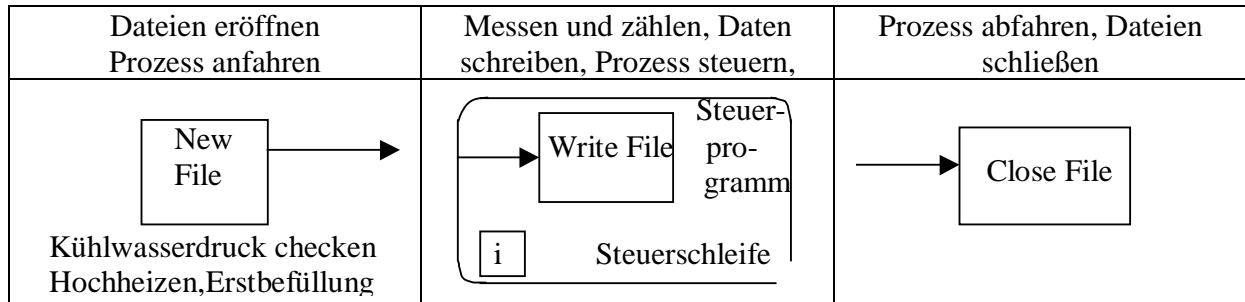 Dateien eröffnen
Prozess anfahren
Messen und zählen, Daten
schreiben, Prozess steuern,
Prozess abfahren, Dateien
schließen
New
File
Kühlwasserdruck checken
Hochheizen,Erstbefüllung
Write File
Steuer-
pro-
gramm
i
Steuerschleife
Close File